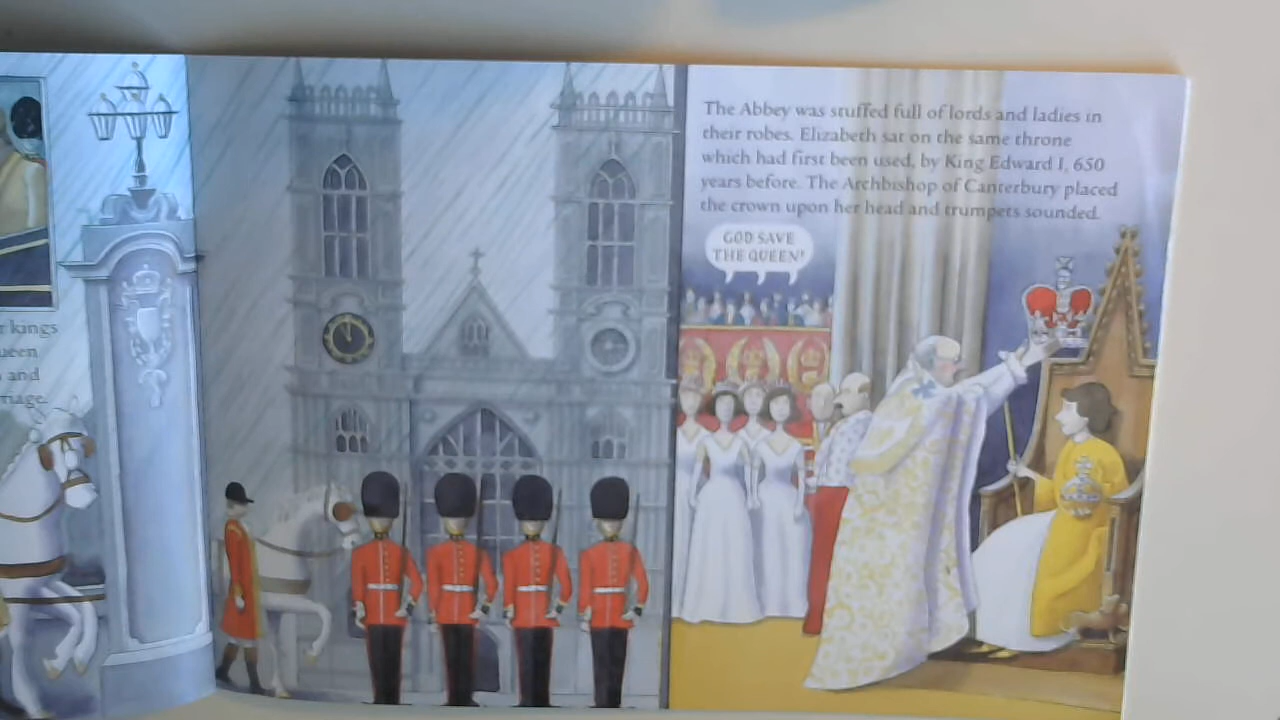 r kings
ueen
and
riage.
The Abbey was stuffed full of lords and ladies in
their robes. Elizabeth sat on the same throne
which had first been used, by King Edward I, 650
years before. The Archbishop of Canterbury placed
the crown upon her head and trumpets sounded.
GOD SAVE
THE QUEEN!